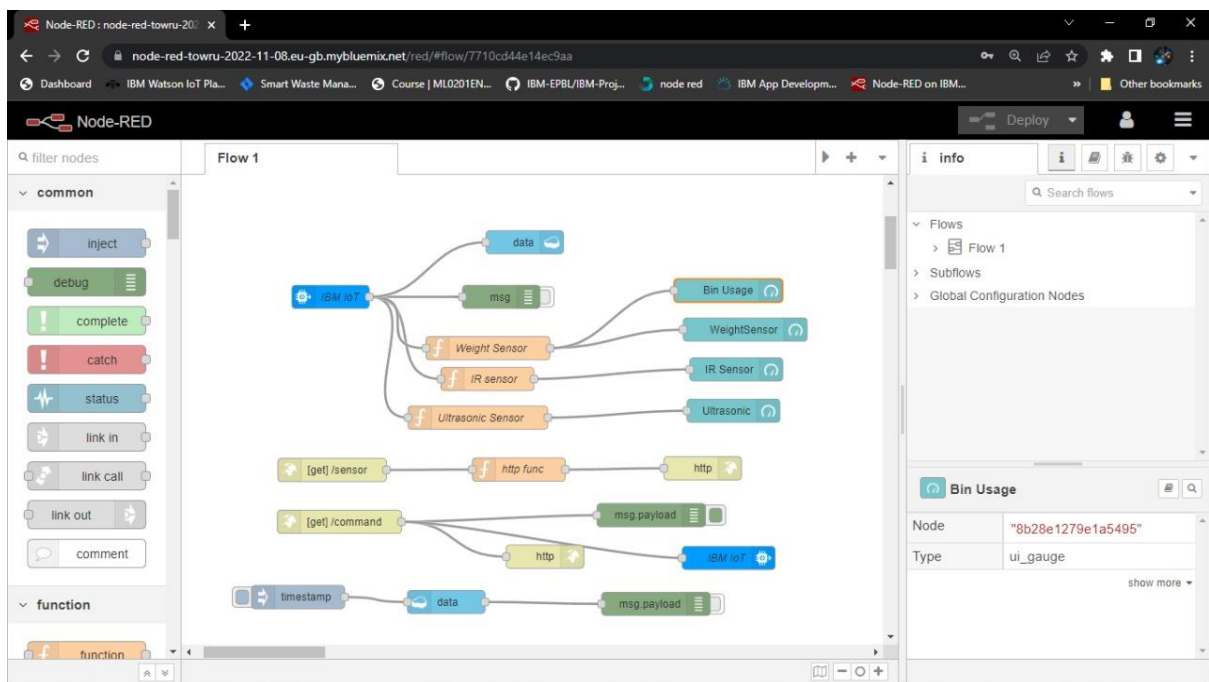 Node-RED : node-red-towru-202
node-red-towru-2022-11-08.eu-gb.mybluemix.net/red/#flow/7710cd44e14ec9aa
Dashboard IBM Watson IoT Pla... Smart Waste Mana... Course | ML0201EN... IBM-EPBL/IBM-Proj... node red IBM App Developm... Node-RED on IBM... » Other bookmarks
Node-RED Deploy
filter nodes
Flow 1
i info
Search flows
common
inject
debug
complete
catch
status
link in
link call
link out
comment
function
function
data
IBM IoT
msg
Bin Usage
Weight Sensor
WeightSensor
IR sensor
IR Sensor
Ultrasonic Sensor
Ultrasonic
[get] /sensor
http func
http
[get] /command
msg.payload
http
IBM IoT
timestamp
data
msg.payload
Flows
Flow 1
Subflows
Global Configuration Nodes
Bin Usage
Node "8b28e1279e1a5495"
Type ui_gauge
show more